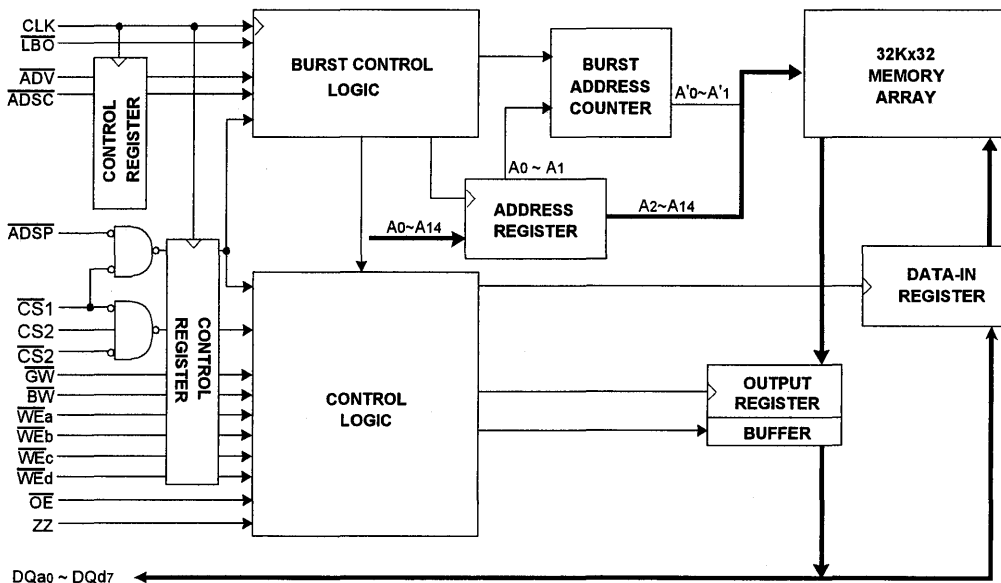 CLK
LBO
ADV
ADSC
CONTROL
REGISTER
BURST CONTROL
LOGIC
BURST
ADDRESS
COUNTER
A'0~A'1
32Kx32
MEMORY
ARRAY
A0 ~ A1
ADDRESS
REGISTER
A0~A14
A2~A14
ADSP
CS1
CS2
CS2
GW
BW
WEa
WEb
WEc
WEd
OE
ZZ
CONTROL
REGISTER
CONTROL
LOGIC
DATA-IN
REGISTER
OUTPUT
REGISTER
BUFFER
DQa0 ~ DQd7